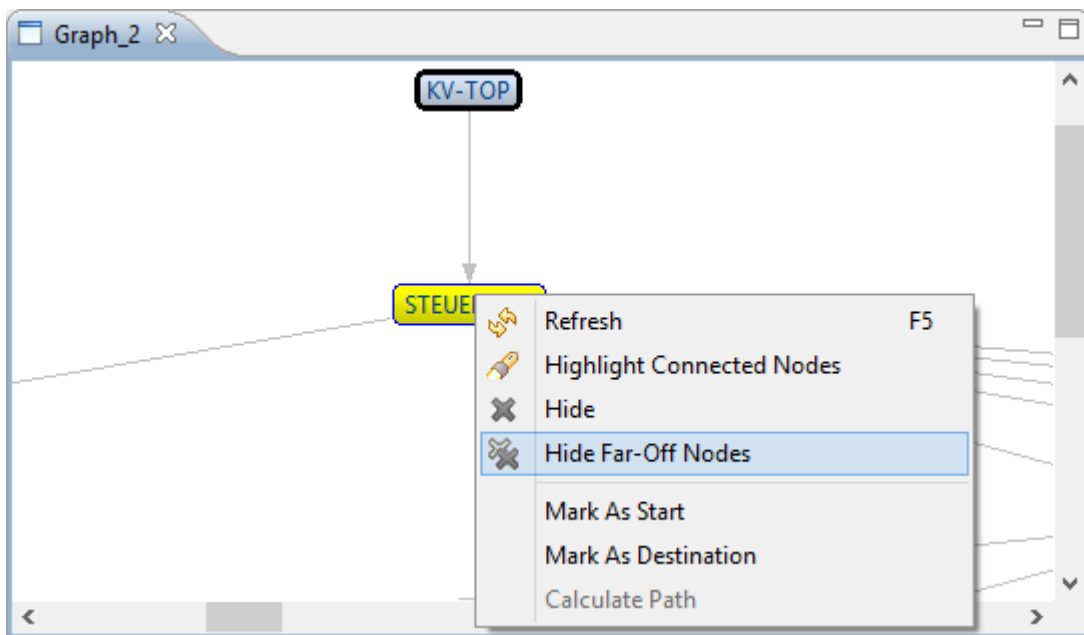 Graph_2
KV-TOP
Refresh F5
Highlight Connected Nodes
Hide
Hide Far-Off Nodes
Mark As Start
Mark As Destination
Calculate Path